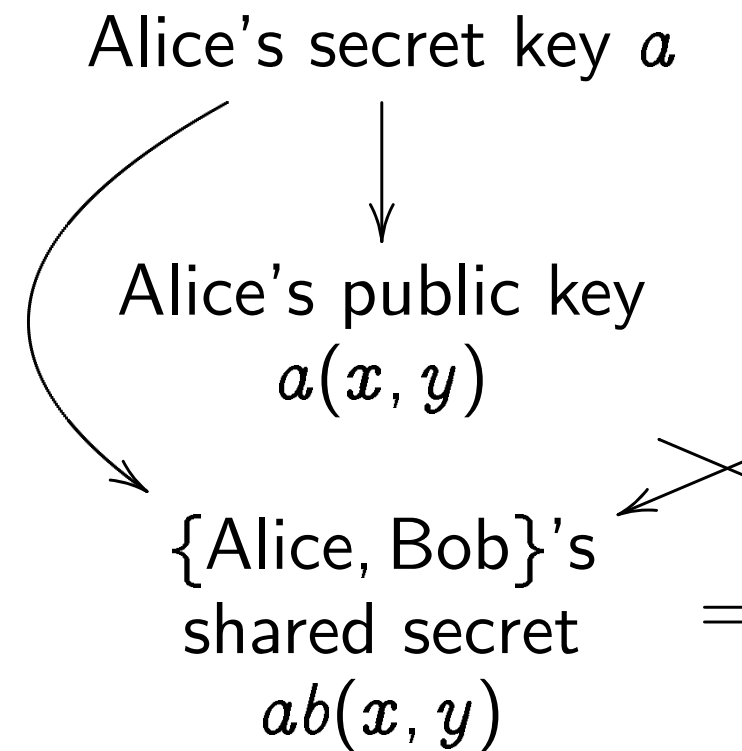 Alice's secret key a
Alice's public key
a(x, y)
{Alice, Bob}'s
shared secret
=
ab(x, y)